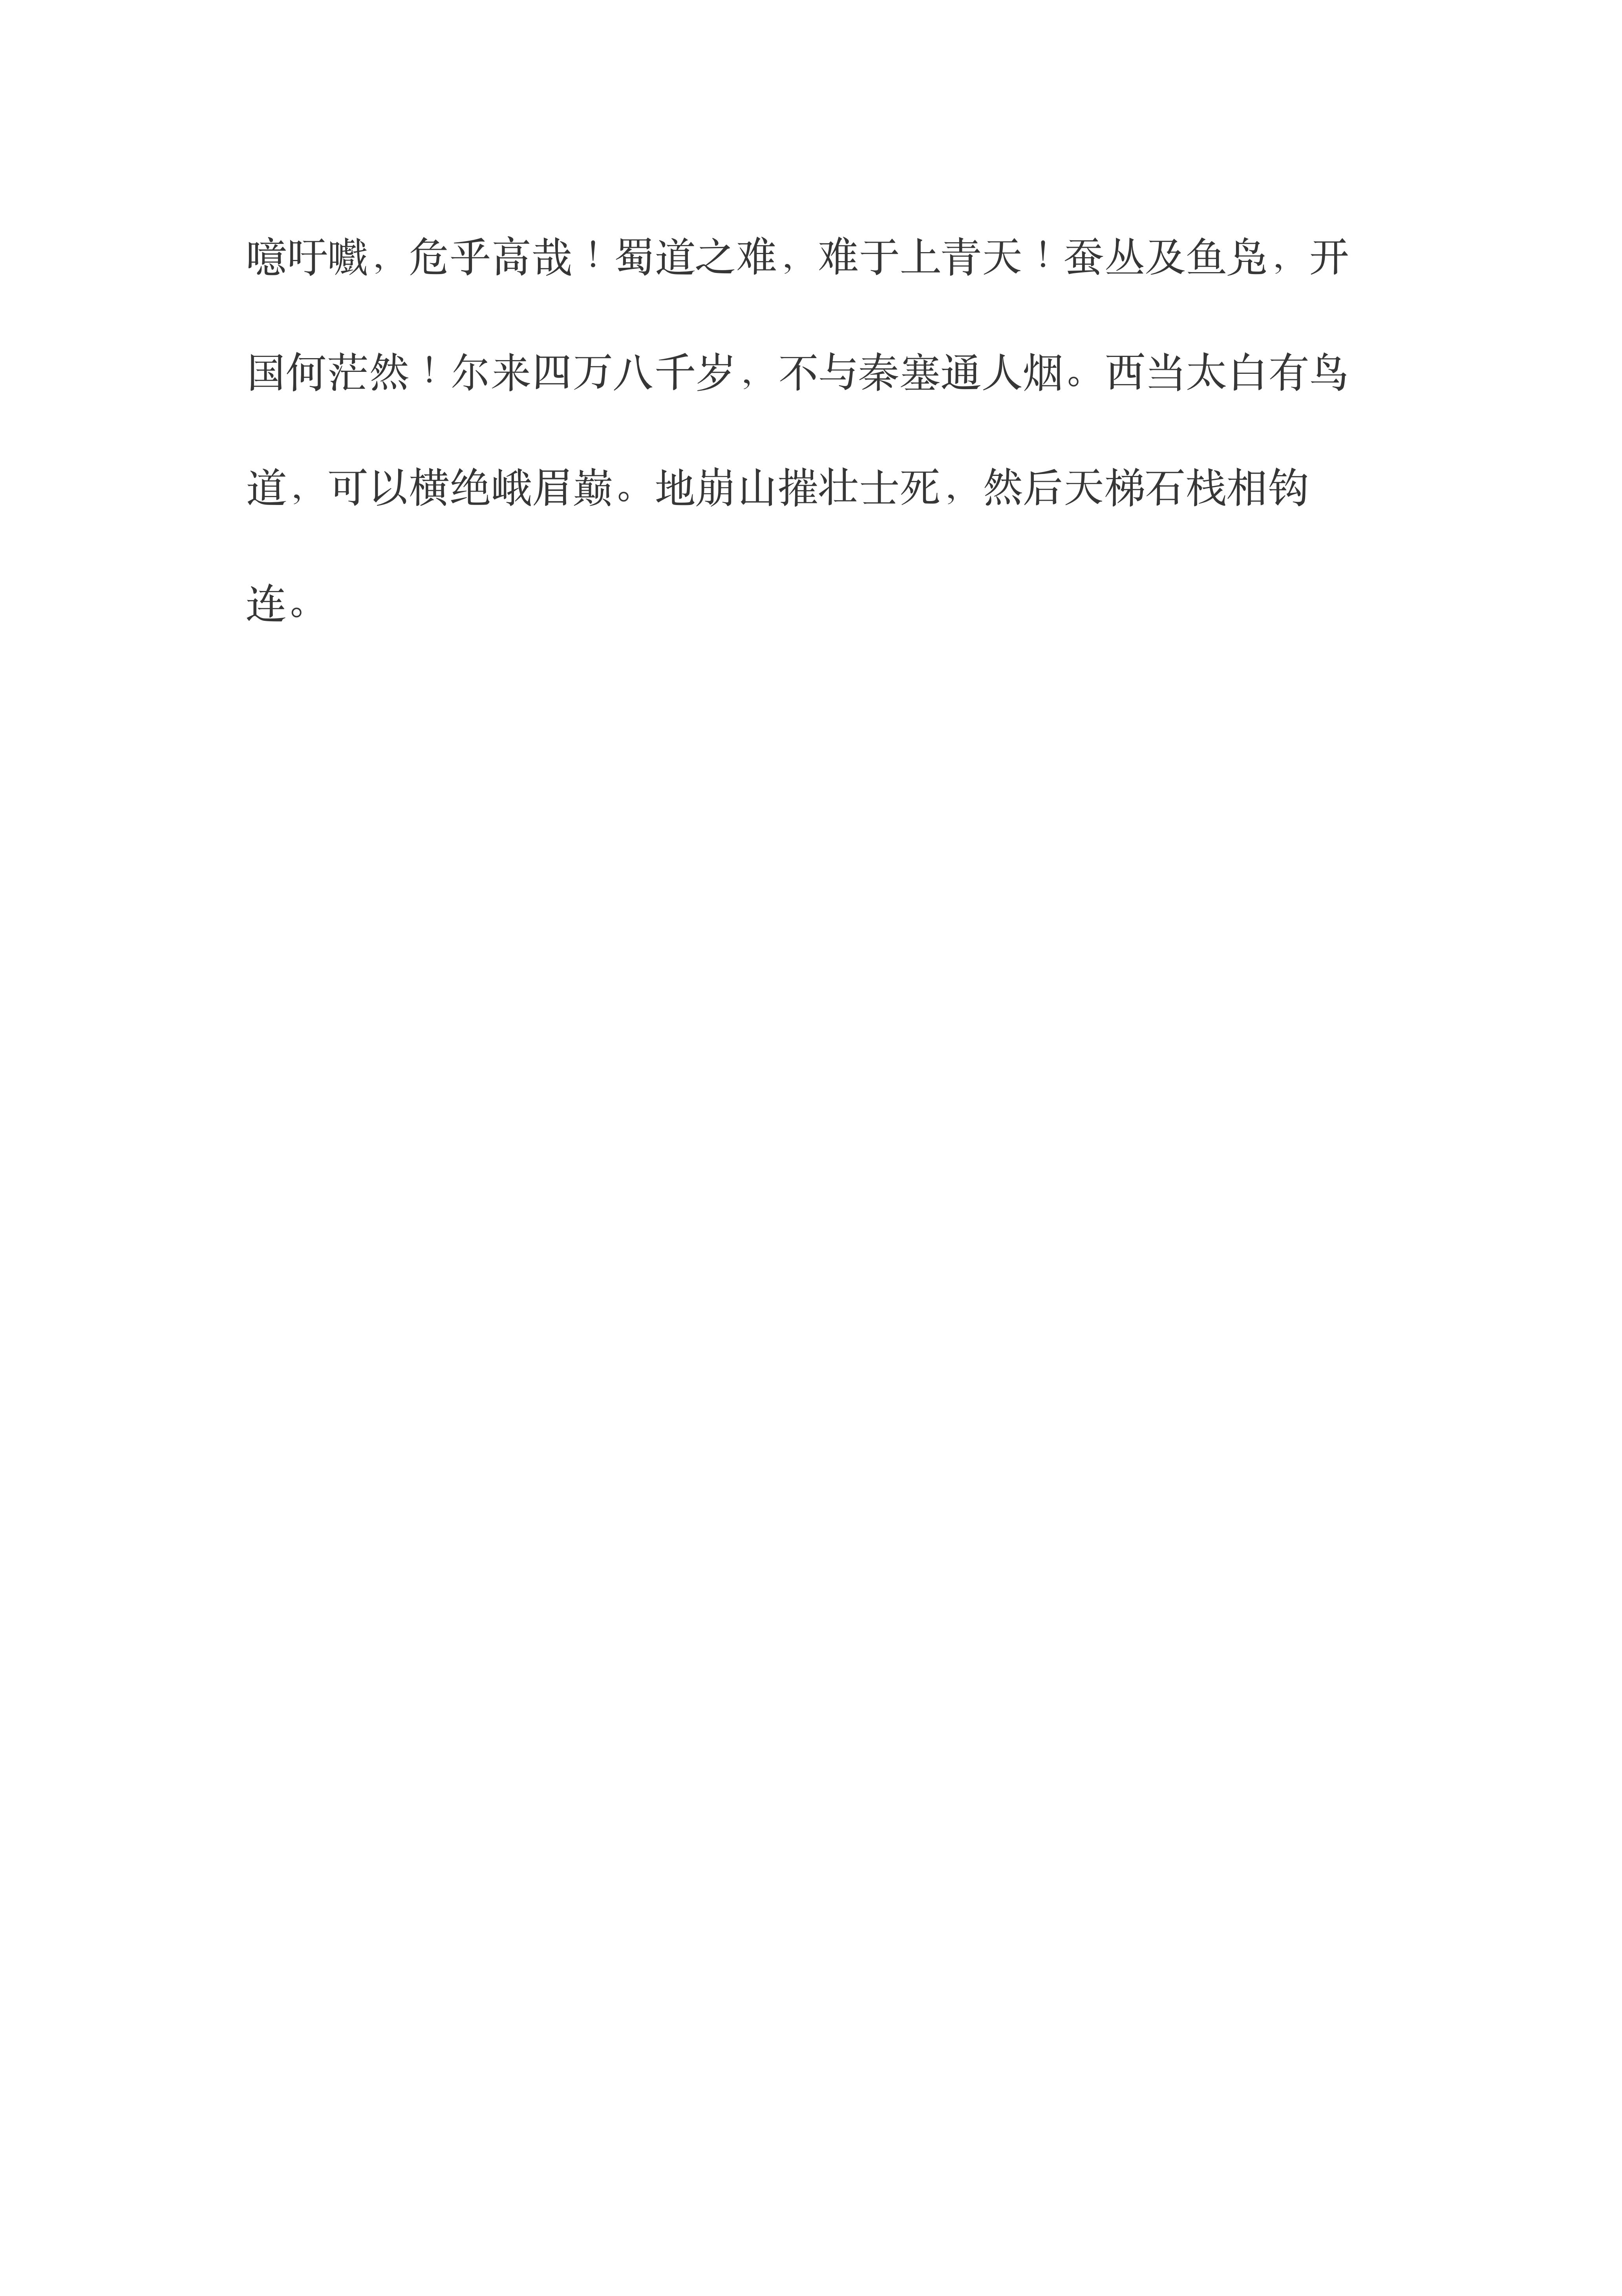 噫吁嚱，危乎高哉！蜀道之难，难于上青天！蚕丛及鱼凫，开
国何茫然！尔来四万八千岁，不与秦塞通人烟。西当太白有鸟
道，可以横绝峨眉巅。地崩山摧壮士死，然后天梯石栈相钩
连。